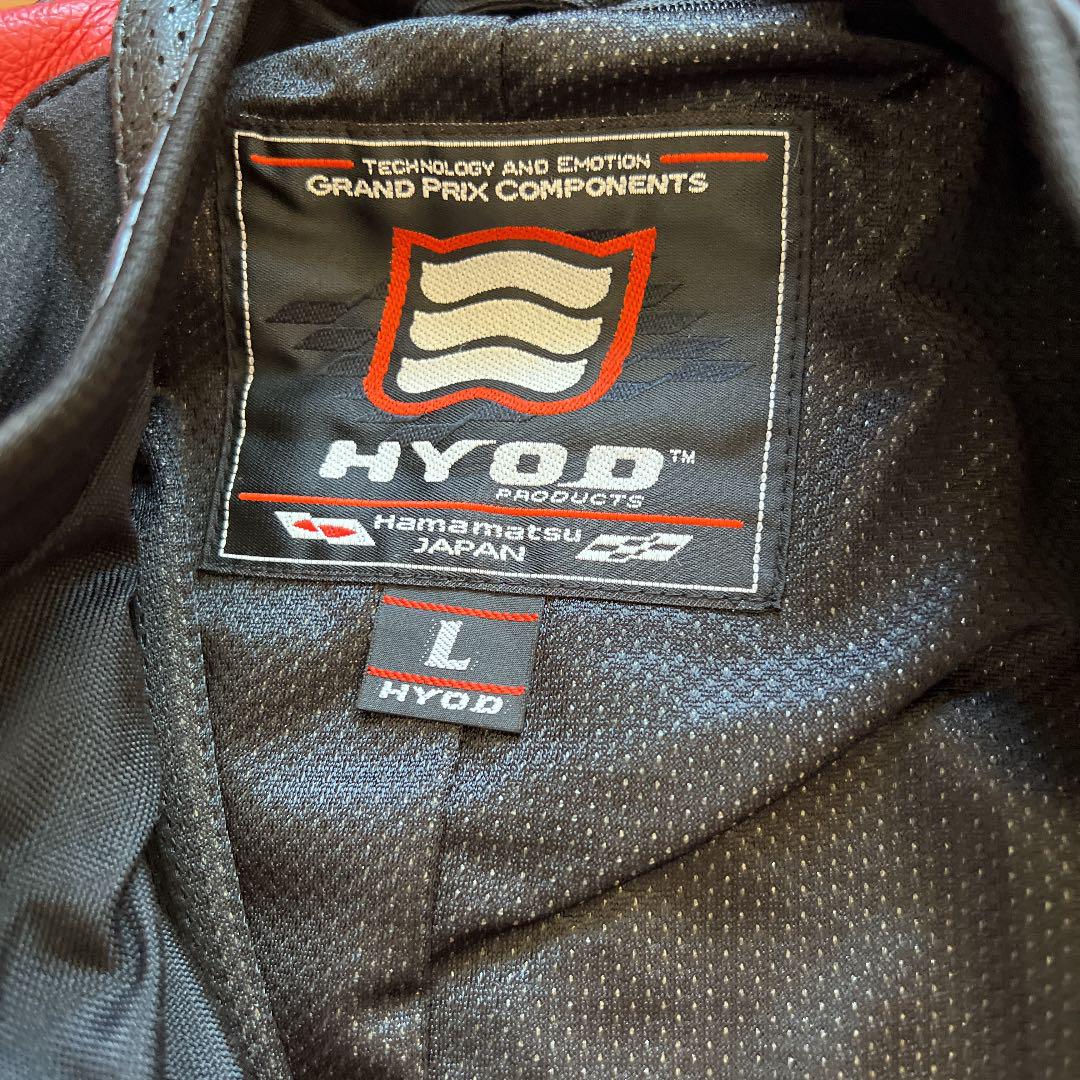 TECHNOLOGY AND EMOTION
GRAND PRIX COMPONENTS
HYOD™
PRODUCTS
Hamamatsu
JAPAN
L
HYOD